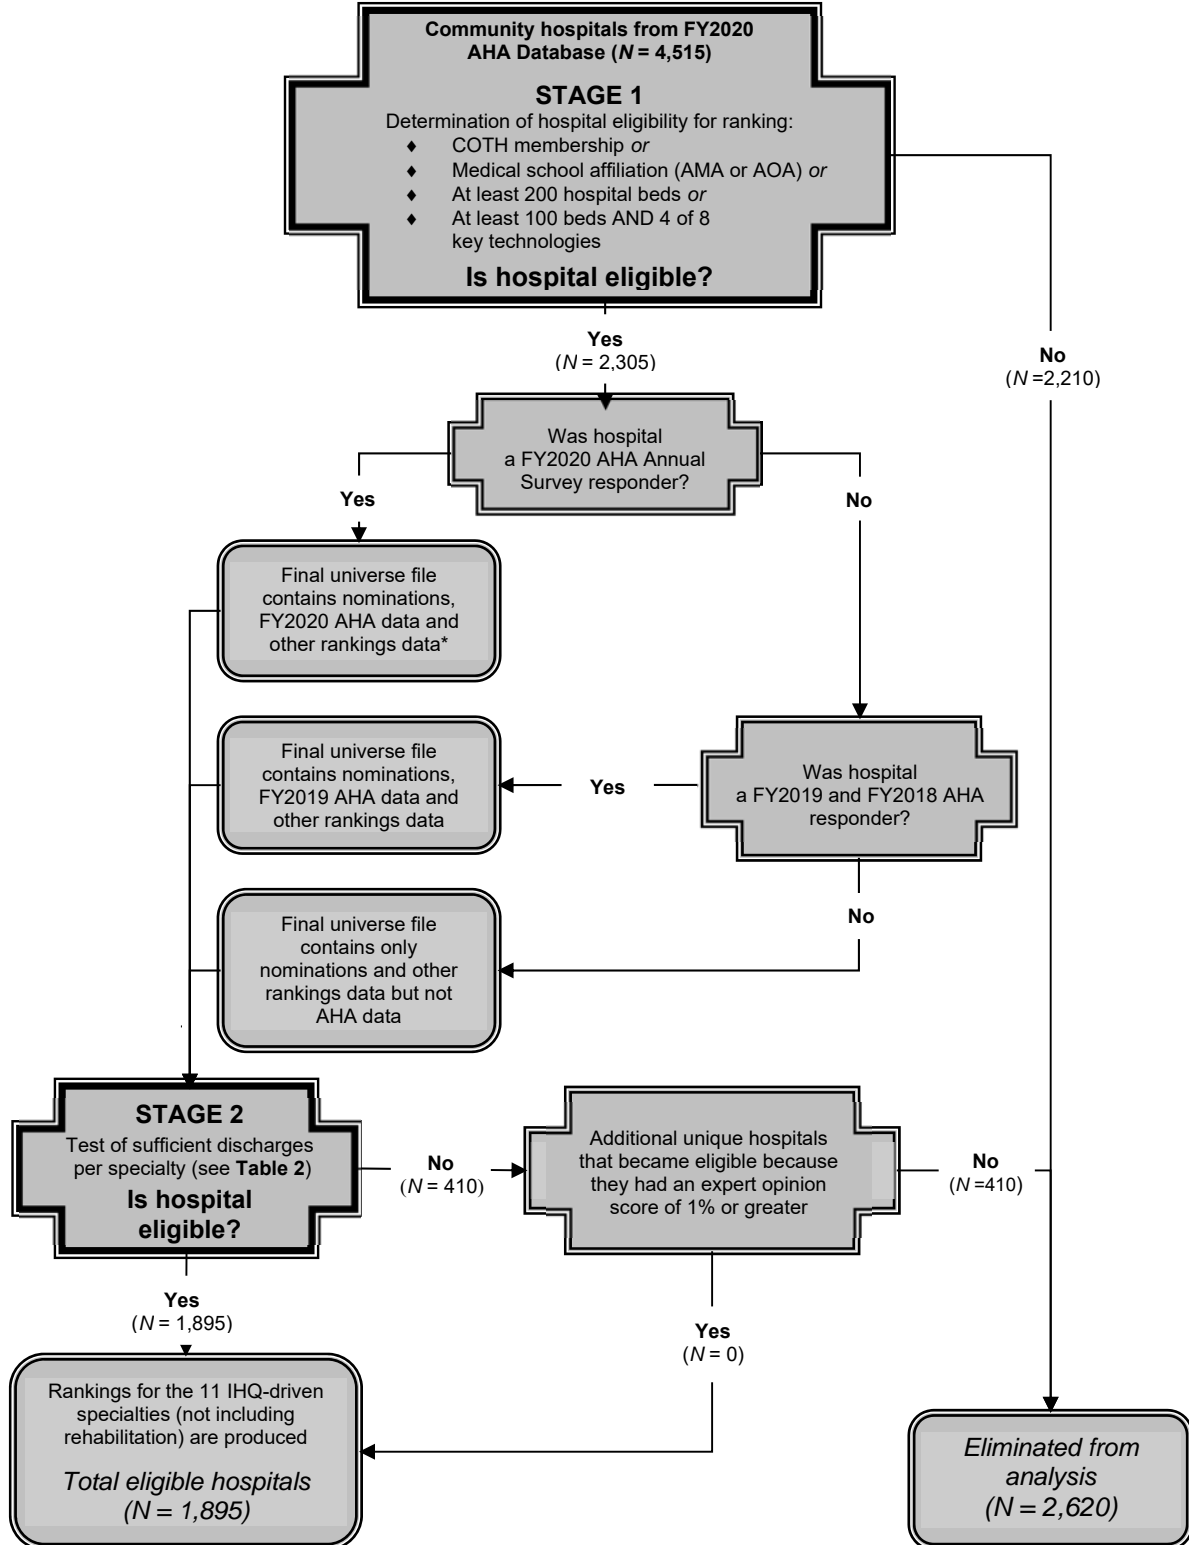 Community hospitals from FY2020
AHA Database (N = 4,515)
STAGE 1
Determination of hospital eligibility for ranking:
♦ COTH membership or
♦ Medical school affiliation (AMA or AOA) or
♦ At least 200 hospital beds or
♦ At least 100 beds AND 4 of 8
key technologies
Is hospital eligible?
Yes
(N = 2,305)
No
(N =2,210)
Was hospital
a FY2020 AHA Annual
Survey responder?
Yes
No
Final universe file
contains nominations,
FY2020 AHA data and
other rankings data*
Final universe file
contains nominations,
FY2019 AHA data and
other rankings data
Yes
Was hospital
a FY2019 and FY2018 AHA
responder?
No
Final universe file
contains only
nominations and other
rankings data but not
AHA data
STAGE 2
Test of sufficient discharges
per specialty (see Table 2)
Is hospital
eligible?
No
(N = 410)
Additional unique hospitals
that became eligible because
they had an expert opinion
score of 1% or greater
No
(N =410)
Yes
(N = 1,895)
Yes
(N = 0)
Rankings for the 11 IHQ-driven
specialties (not including
rehabilitation) are produced
Total eligible hospitals
(N = 1,895)
Eliminated from
analysis
(N = 2,620)